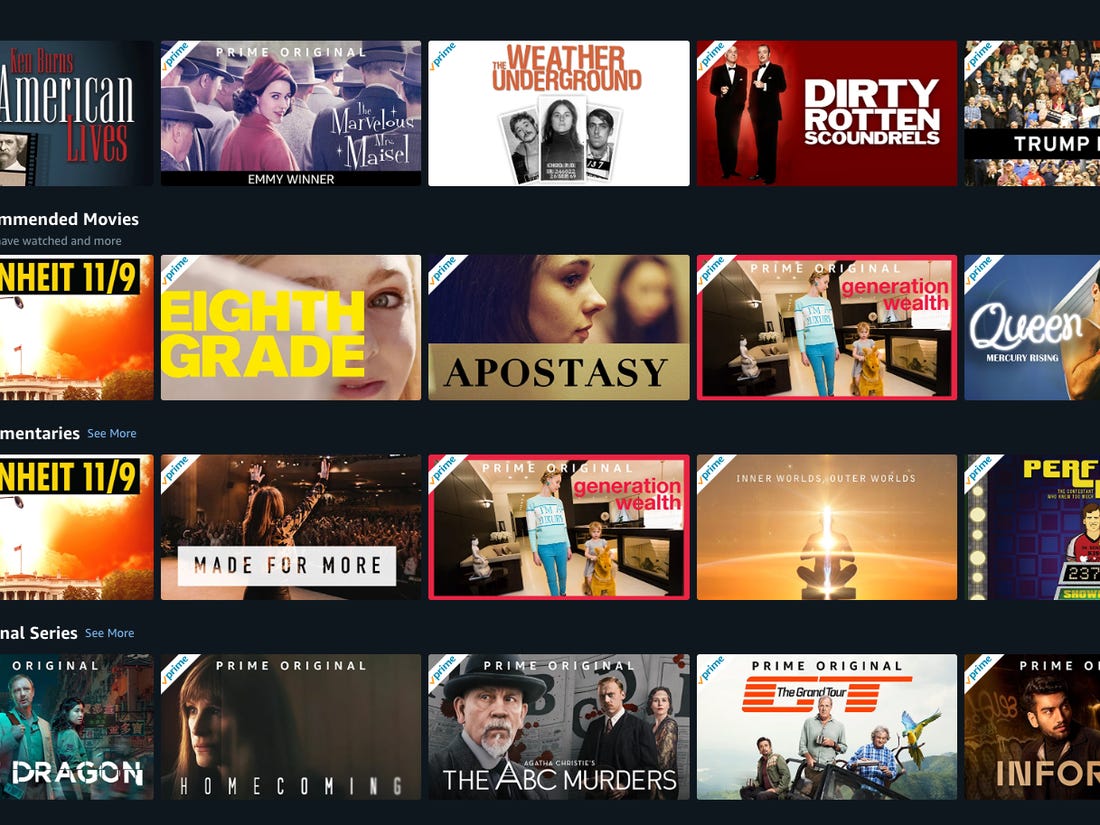 Ken Burns
American
Lives
prime
PRIME ORIGINAL
The
Marvelous
Mrs.
Maisel
EMMY WINNER
prime
THE WEATHER
UNDERGROUND
prime
DIRTY
ROTTEN
SCOUNDRELS
prime
TRUMP
mmended Movies
have watched and more
NHEIT 11/9
prime
EIGHTH
GRADE
prime
APOSTASY
prime
PRIME ORIGINAL
generation
wealth
I'M A
LUXURY
prime
Queen
MERCURY RISING
mentaries See More
NHEIT 11/9
prime
MADE FOR MORE
prime
PRIME ORIGINAL
generation
wealth
I'M A
LUXURY
prime
INNER WORLDS, OUTER WORLDS
prime
PERF
THE CONTESTANT
WHO KNEW TOO MUCH
237
SHOW
nal Series See More
ORIGINAL
DRAGON
prime
PRIME ORIGINAL
HOMECOMING
prime
PRIME ORIGINAL
AGATHA CHRISTIE'S
THE ABC MURDERS
prime
PRIME ORIGINAL
GT
The Grand Tour
prime
PRIME O
INFOR